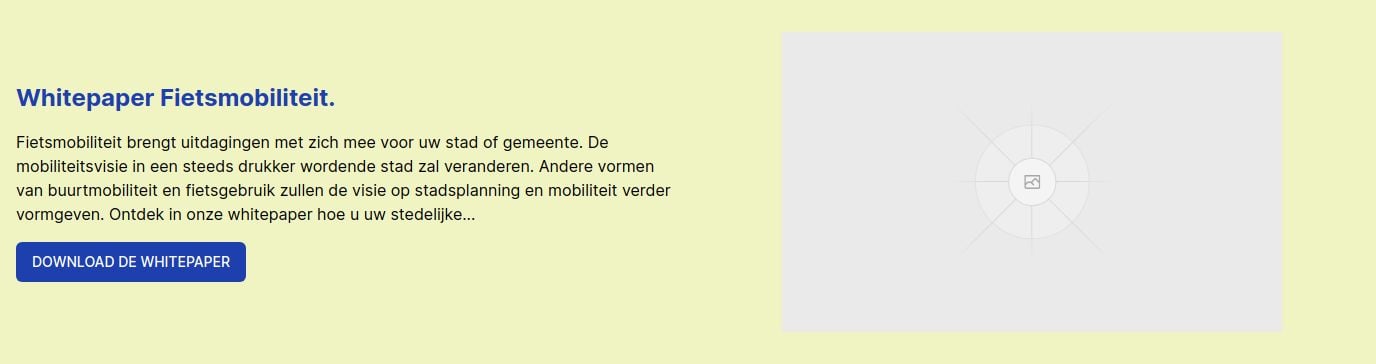 Whitepaper Fietsmobiliteit.
Fietsmobiliteit brengt uitdagingen met zich mee voor uw stad of gemeente. De
mobiliteitsvisie in een steeds drukker wordende stad zal veranderen. Andere vormen
van buurtmobiliteit en fietsgebruik zullen de visie op stadsplanning en mobiliteit verder
vormgeven. Ontdek in onze whitepaper hoe u uw stedelijke...
DOWNLOAD DE WHITEPAPER